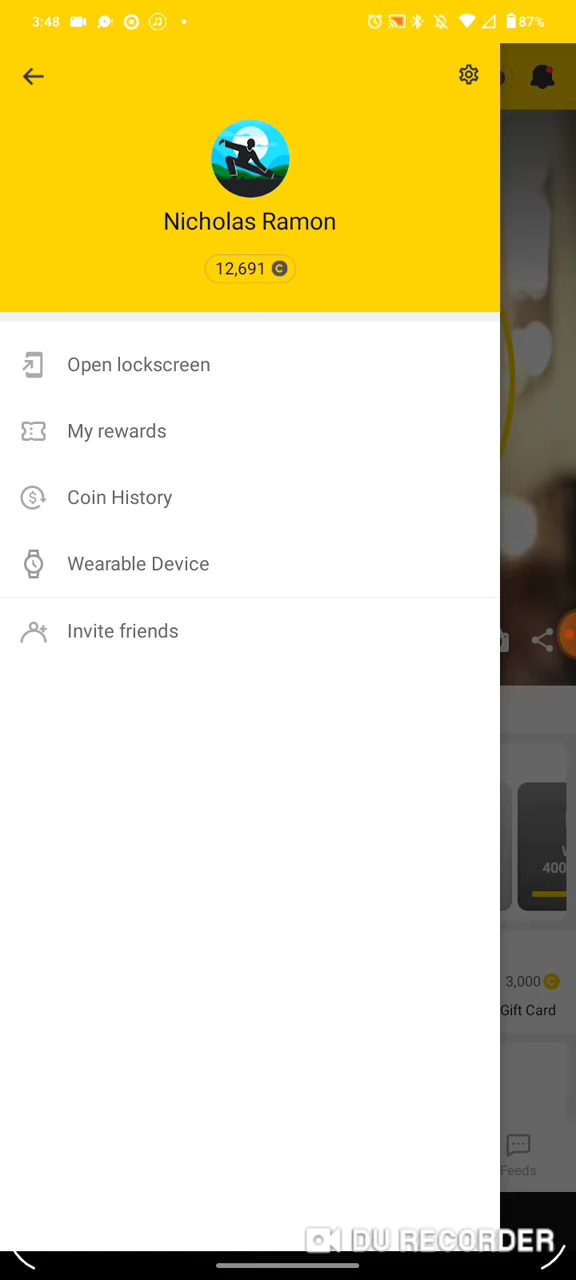 3:48
87%
Nicholas Ramon
12,691
Open lockscreen
My rewards
Coin History
Wearable Device
Invite friends
400
3,000
Gift Card
Feeds
DU RECORDER